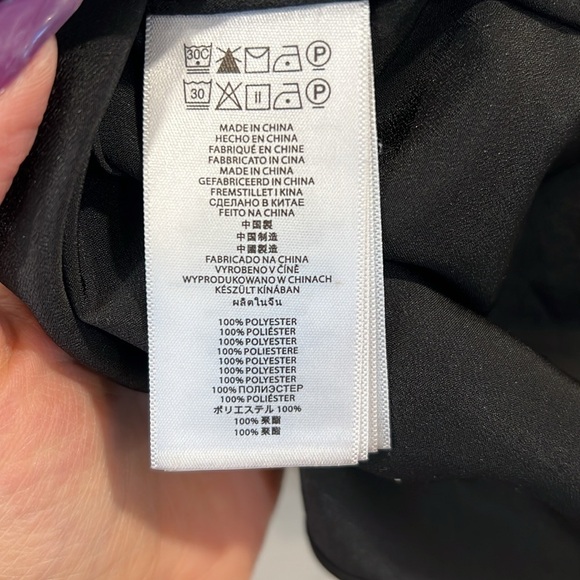 30C P
30 P
MADE IN CHINA
HECHO EN CHINA
FABRIQUÉ EN CHINE
FABBRICATO IN CINA
MADE IN CHINA
GEFABRICEERD IN CHINA
FREMSTILLET I KINA
СДЕЛАНО В КИТАЕ
FEITO NA CHINA
中国製
中国制造
中國製造
FABRICADO NA CHINA
VYROBENO V ČÍNĚ
WYPRODUKOWANO W CHINACH
KÉSZÜLT KÍNÁBAN
ผลิตในจีน
100% POLYESTER
100% POLIÉSTER
100% POLYESTER
100% POLIESTERE
100% POLYESTER
100% POLYESTER
100% POLYESTER
100% ПОЛИЭСТЕР
100% POLIÉSTER
ポリエステル 100%
100% 聚酯
100% 聚酯